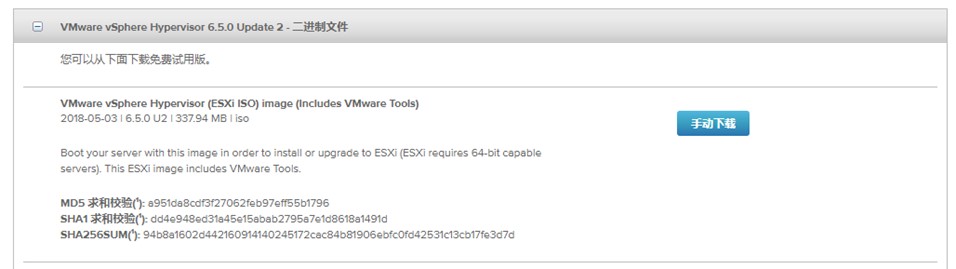 VMware vSphere Hypervisor 6.5.0 Update 2 - 二进制文件
您可以从下面下载免费试用版。
VMware vSphere Hypervisor (ESXi ISO) image (Includes VMware Tools)
2018-05-03 | 6.5.0 U2 | 337.94 MB | iso
手动下载
Boot your server with this image in order to install or upgrade to ESXi (ESXi requires 64-bit capable
servers). This ESXi image includes VMware Tools.
MD5 求和校验(¹): a951da8cdf3f27062feb97eff55b1796
SHA1 求和校验(¹): dd4e948ed31a45e15abab2795a7e1d8618a1491d
SHA256SUM(¹): 94b8a1602d442160914140245172cac84b81906ebfc0fd42531c13cb17fe3d7d